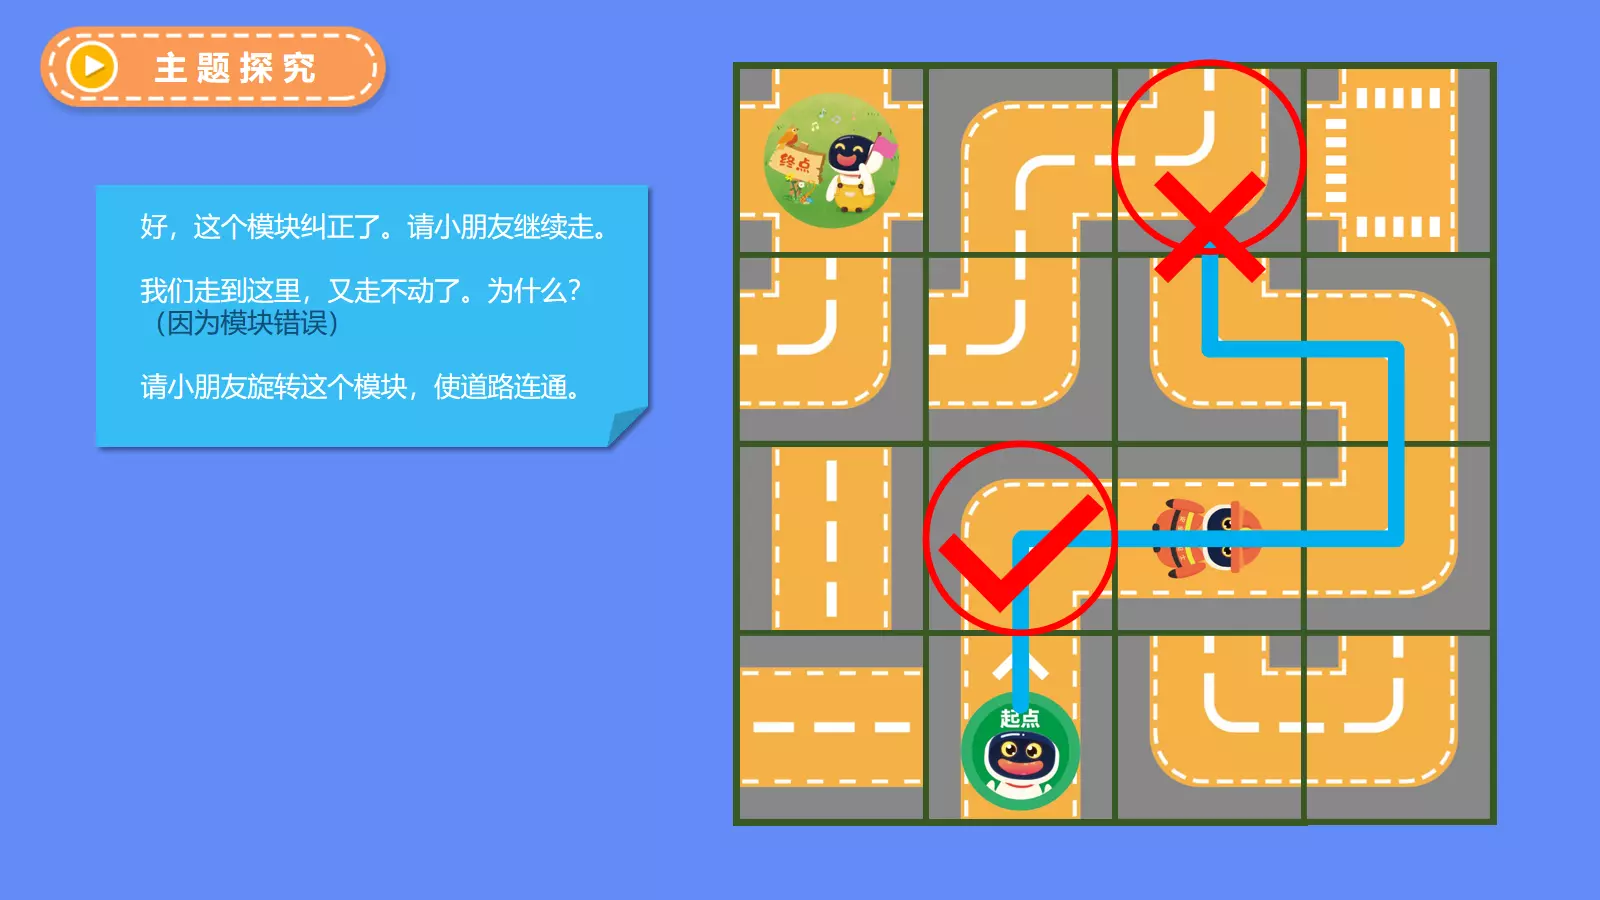 主题探究
好，这个模块纠正了。请小朋友继续走。
我们走到这里，又走不动了。为什么？
（因为模块错误）
请小朋友旋转这个模块，使道路连通。
终点
起点